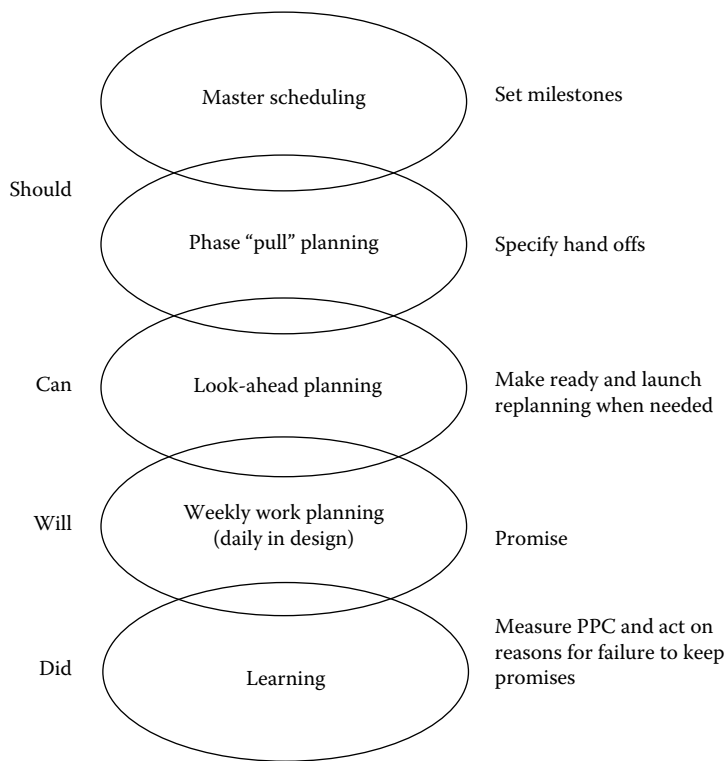 Master scheduling
Set milestones
Should
Phase “pull” planning
Specify hand offs
Can
Look-ahead planning
Make ready and launch
replanning when needed
Will
Weekly work planning
(daily in design)
Promise
Did
Learning
Measure PPC and act on
reasons for failure to keep
promises